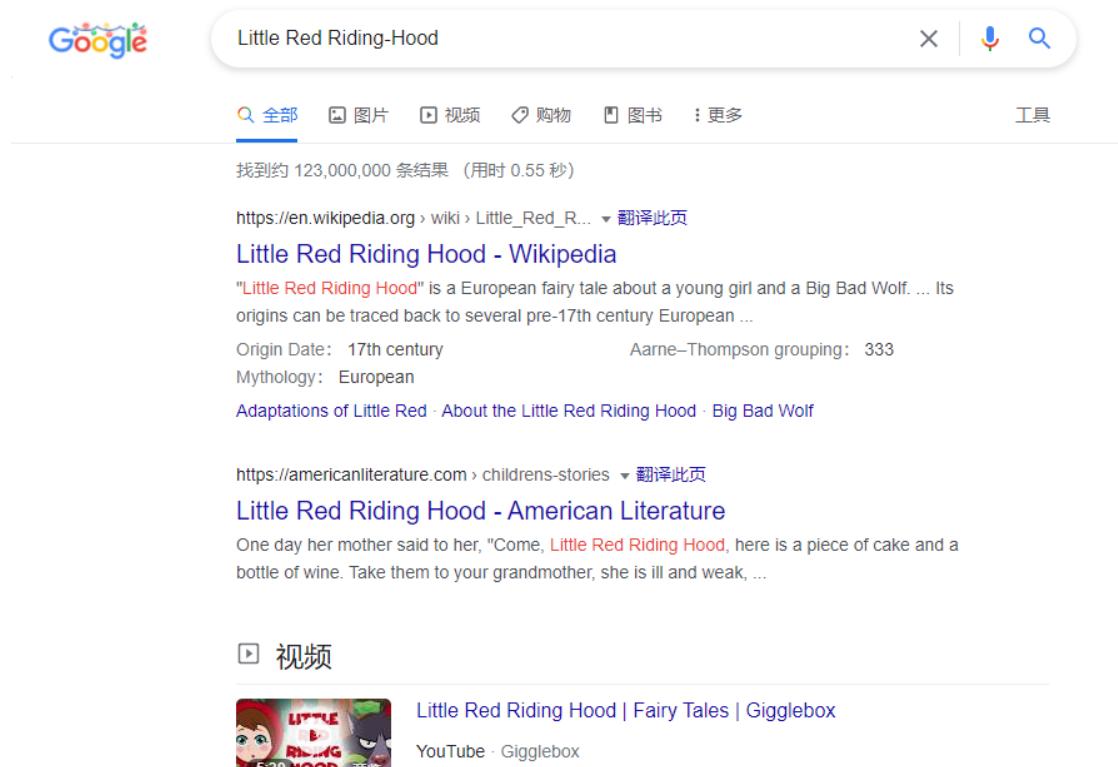 Google
Little Red Riding-Hood
全部 图片 视频 购物 图书 更多 工具
找到约 123,000,000 条结果 （用时 0.55 秒）
https://en.wikipedia.org › wiki › Little_Red_R... 翻译此页
Little Red Riding Hood - Wikipedia
"Little Red Riding Hood" is a European fairy tale about a young girl and a Big Bad Wolf. ... Its
origins can be traced back to several pre-17th century European ...
Origin Date： 17th century Aarne–Thompson grouping： 333
Mythology： European
Adaptations of Little Red · About the Little Red Riding Hood · Big Bad Wolf
https://americanliterature.com › childrens-stories 翻译此页
Little Red Riding Hood - American Literature
One day her mother said to her, "Come, Little Red Riding Hood, here is a piece of cake and a
bottle of wine. Take them to your grandmother, she is ill and weak, ...
视频
Little Red Riding Hood | Fairy Tales | Gigglebox
YouTube · Gigglebox
LITTLE
RED
RIDING
HOOD